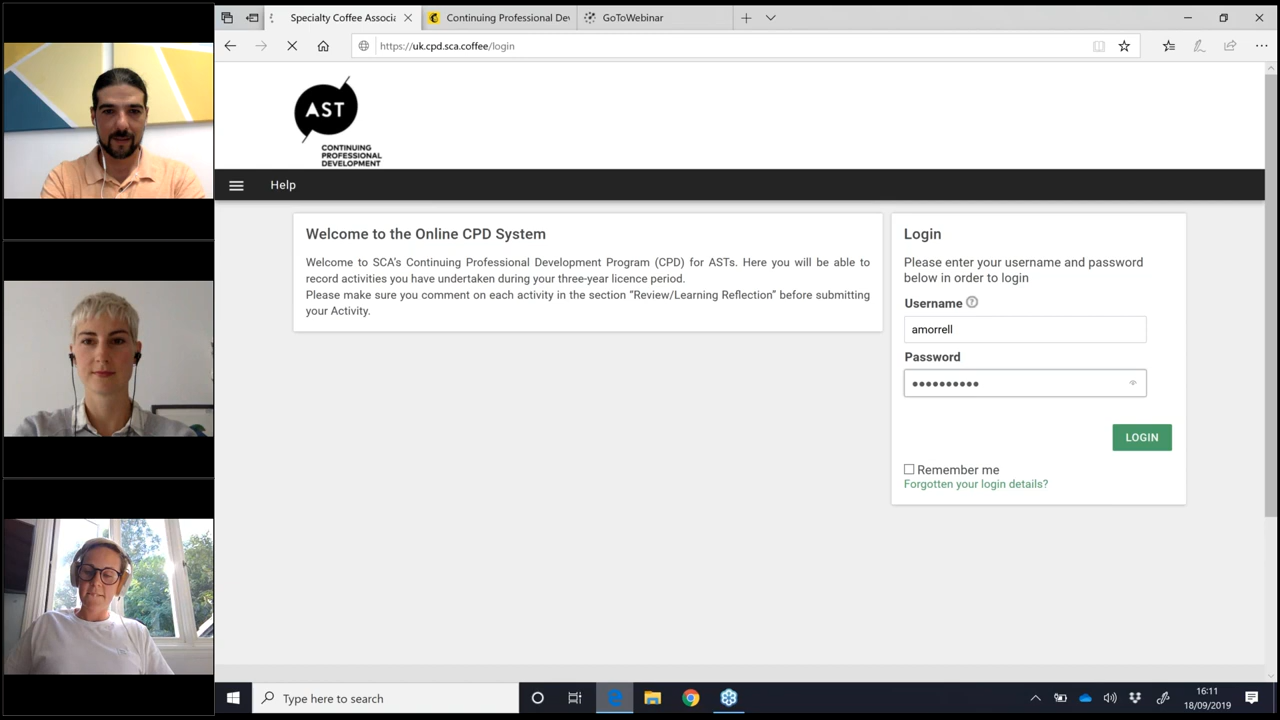 Specialty Coffee Associa
Continuing Professional Dev
GoToWebinar
https://uk.cpd.sca.coffee/login
AST
CONTINUING
PROFESSIONAL
DEVELOPMENT
Help
Welcome to the Online CPD System
Welcome to SCA's Continuing Professional Development Program (CPD) for ASTs. Here you will be able to
record activities you have undertaken during your three-year licence period.
Please make sure you comment on each activity in the section "Review/Learning Reflection" before submitting
your Activity.
Login
Please enter your username and password
below in order to login
Username
amorrell
Password
••••••••••
LOGIN
Remember me
Forgotten your login details?
Type here to search
16:11
18/09/2019